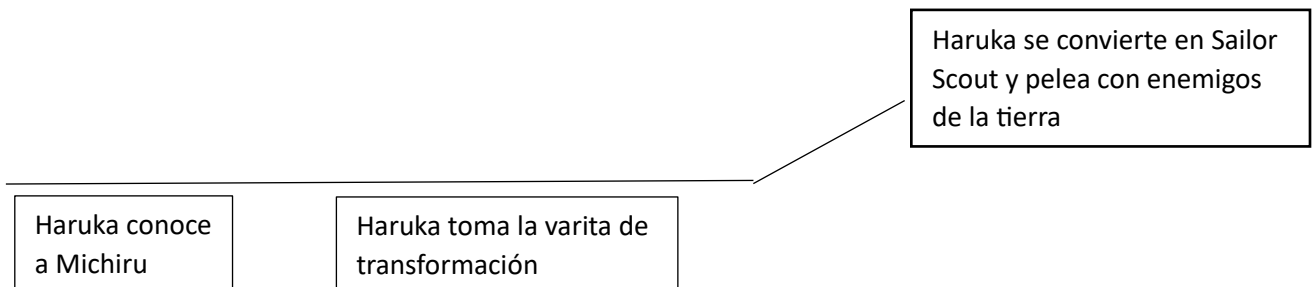 Haruka se convierte en Sailor
Scout y pelea con enemigos
de la tierra
Haruka conoce
a Michiru
Haruka toma la varita de
transformación